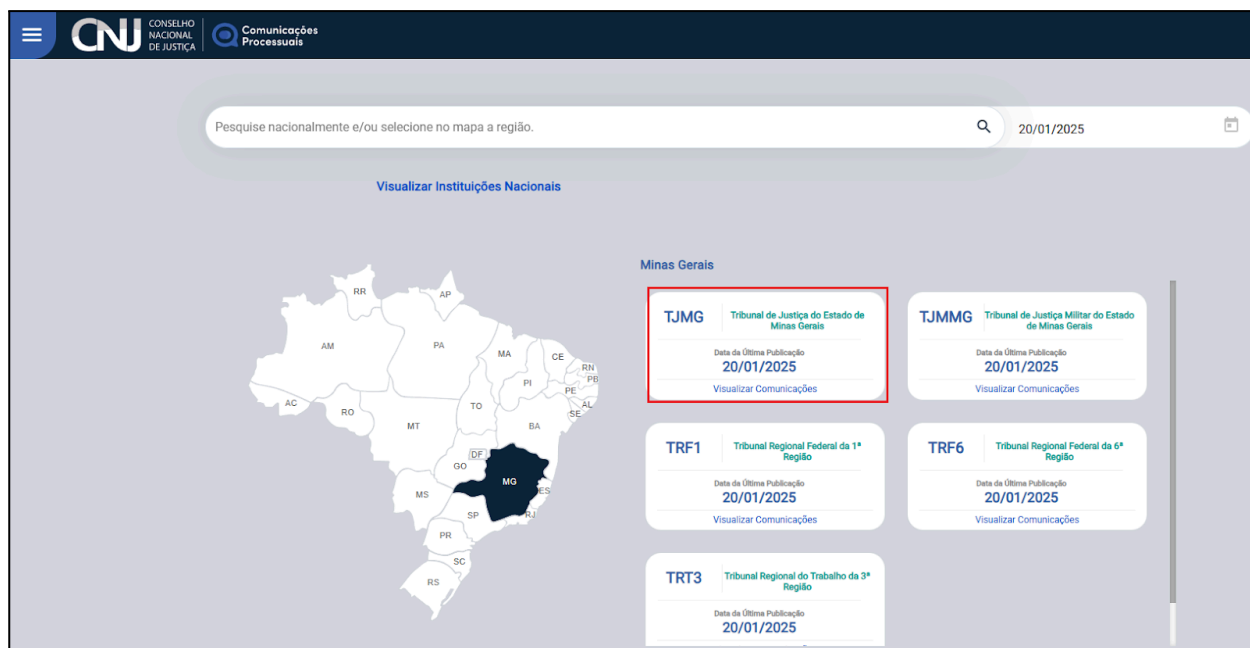 CNJ
CONSELHO
NACIONAL
DE JUSTIÇA
Comunicações
Processuais
Pesquise nacionalmente e/ou selecione no mapa a região.
20/01/2025
Visualizar Instituições Nacionais
RR
AP
AM
PA
MA
CE
RN
PB
PI
PE
AC
RO
TO
AL
SE
MT
BA
DF
GO
MG
MS
ES
SP
RJ
PR
SC
RS
Minas Gerais
TJMG
Tribunal de Justiça do Estado de
Minas Gerais
Data da Última Publicação
20/01/2025
Visualizar Comunicações
TJMMG
Tribunal de Justiça Militar do Estado
de Minas Gerais
Data da Última Publicação
20/01/2025
Visualizar Comunicações
TRF1
Tribunal Regional Federal da 1ª
Região
Data da Última Publicação
20/01/2025
Visualizar Comunicações
TRF6
Tribunal Regional Federal da 6ª
Região
Data da Última Publicação
20/01/2025
Visualizar Comunicações
TRT3
Tribunal Regional do Trabalho da 3ª
Região
Data da Última Publicação
20/01/2025